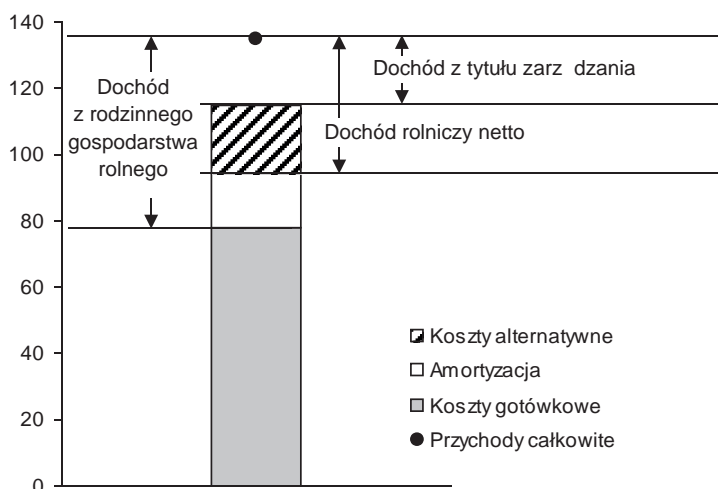 140
120
100
80
60
40
20
0
Dochód
z rodzinnego
gospodarstwa
rolnego
Dochód z tytułu zarz dzania
Dochód rolniczy netto
Koszty alternatywne
Amortyzacja
Koszty gotówkowe
Przychody całkowite